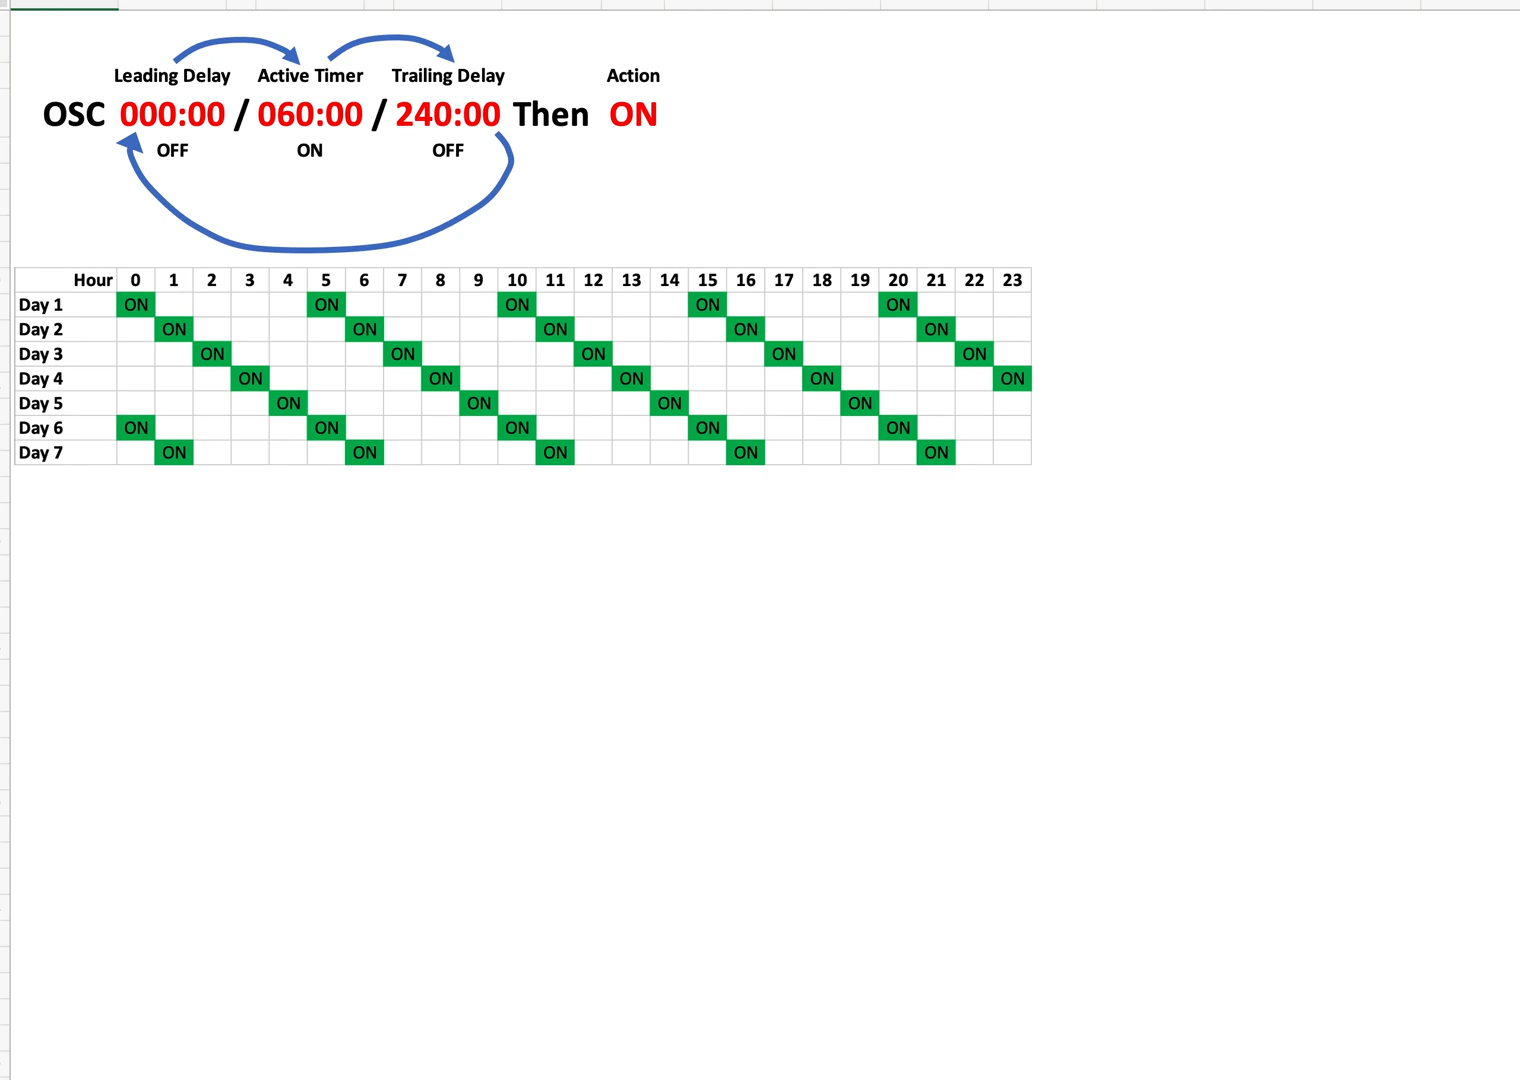 Leading Delay Active Timer Trailing Delay Action
OSC 000:00 / 060:00 / 240:00 Then ON
OFF ON OFF
Hour 0 1 2 3 4 5 6 7 8 9 10 11 12 13 14 15 16 17 18 19 20 21 22 23
Day 1 ON ON ON ON ON
Day 2 ON ON ON ON ON
Day 3 ON ON ON ON ON
Day 4 ON ON ON ON ON
Day 5 ON ON ON ON
Day 6 ON ON ON ON ON
Day 7 ON ON ON ON ON